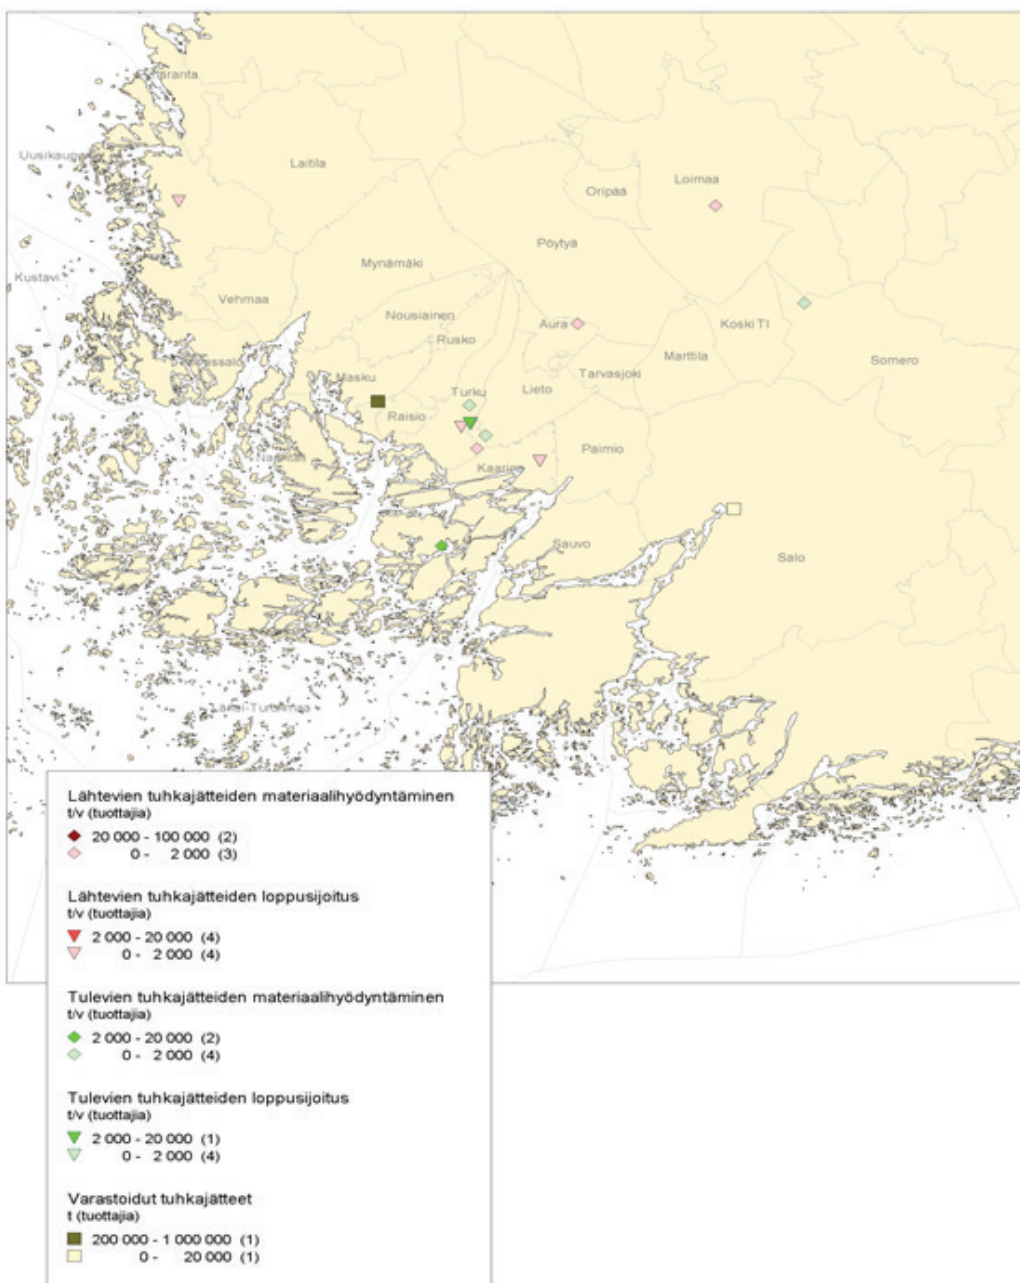 Laitila
Loimaa
Oripää
Pöytyä
Mynämäki
Kustavi
Vehmaa
Nousiainen
Aura
Koski Tl
Rusko
Marttila
Somero
Tarvasjoki
Masku
Turku
Lieto
Raisio
Paimio
Sauvo
Salo
Lähtevien tuhkajätteiden materiaalihyödyntäminen
t/v (tuottajia)
20 000 - 100 000 (2)
0 - 2 000 (3)
Lähtevien tuhkajätteiden loppusijoitus
t/v (tuottajia)
2 000 - 20 000 (4)
0 - 2 000 (4)
Tulevien tuhkajätteiden materiaalihyödyntäminen
t/v (tuottajia)
2 000 - 20 000 (2)
0 - 2 000 (4)
Tulevien tuhkajätteiden loppusijoitus
t/v (tuottajia)
2 000 - 20 000 (1)
0 - 2 000 (4)
Varastoidut tuhkajätteet
t (tuottajia)
200 000 - 1 000 000 (1)
0 - 20 000 (1)